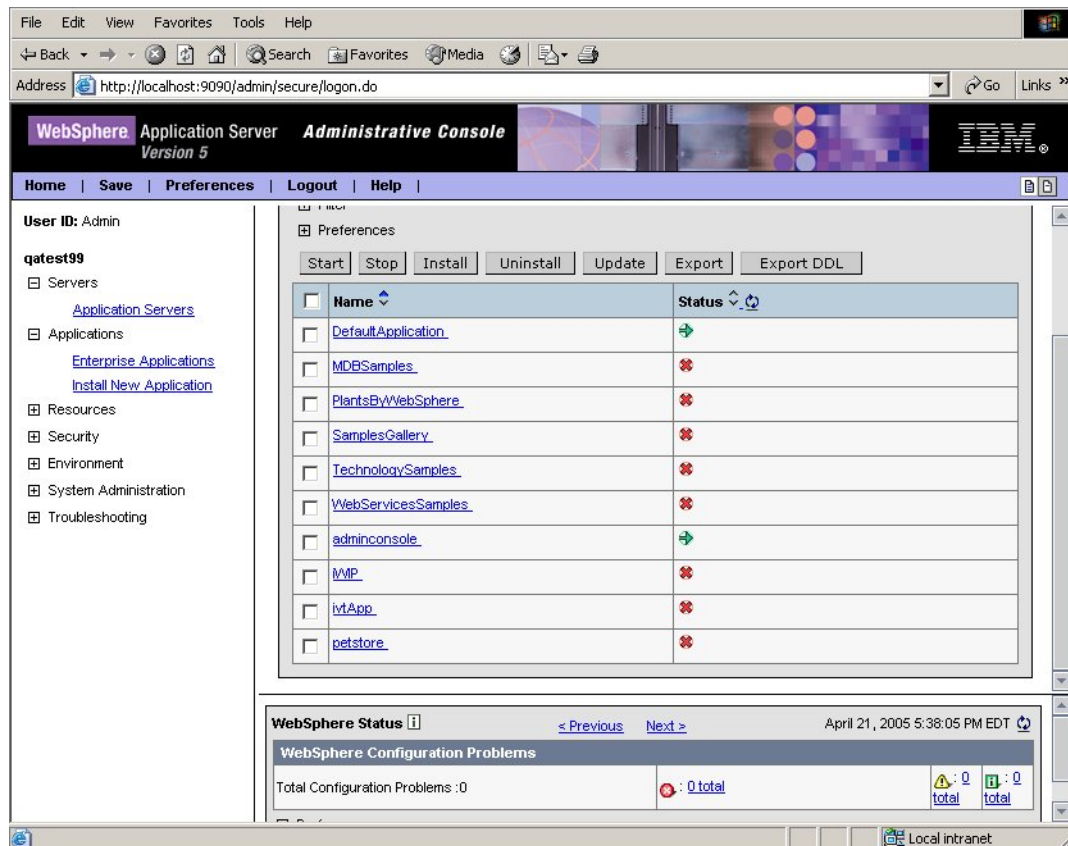 File Edit View Favorites Tools Help
Back Search Favorites Media
Address http://localhost:9090/admin/secure/logon.do Go Links »
WebSphere Application Server Administrative Console
Version 5
IBM®
Home | Save | Preferences | Logout | Help |
User ID: Admin
qatest99
Servers
Application Servers
Applications
Enterprise Applications
Install New Application
Resources
Security
Environment
System Administration
Troubleshooting
Filter
Preferences
Start Stop Install Uninstall Update Export Export DDL
Name Status
DefaultApplication
MDBSamples
PlantsByWebSphere
SamplesGallery
TechnologySamples
WebServicesSamples
adminconsole
ivtApp
petstore
WebSphere Status i < Previous Next > April 21, 2005 5:38:05 PM EDT
WebSphere Configuration Problems
Total Configuration Problems :0 : 0 total : 0 total : 0 total
Local intranet